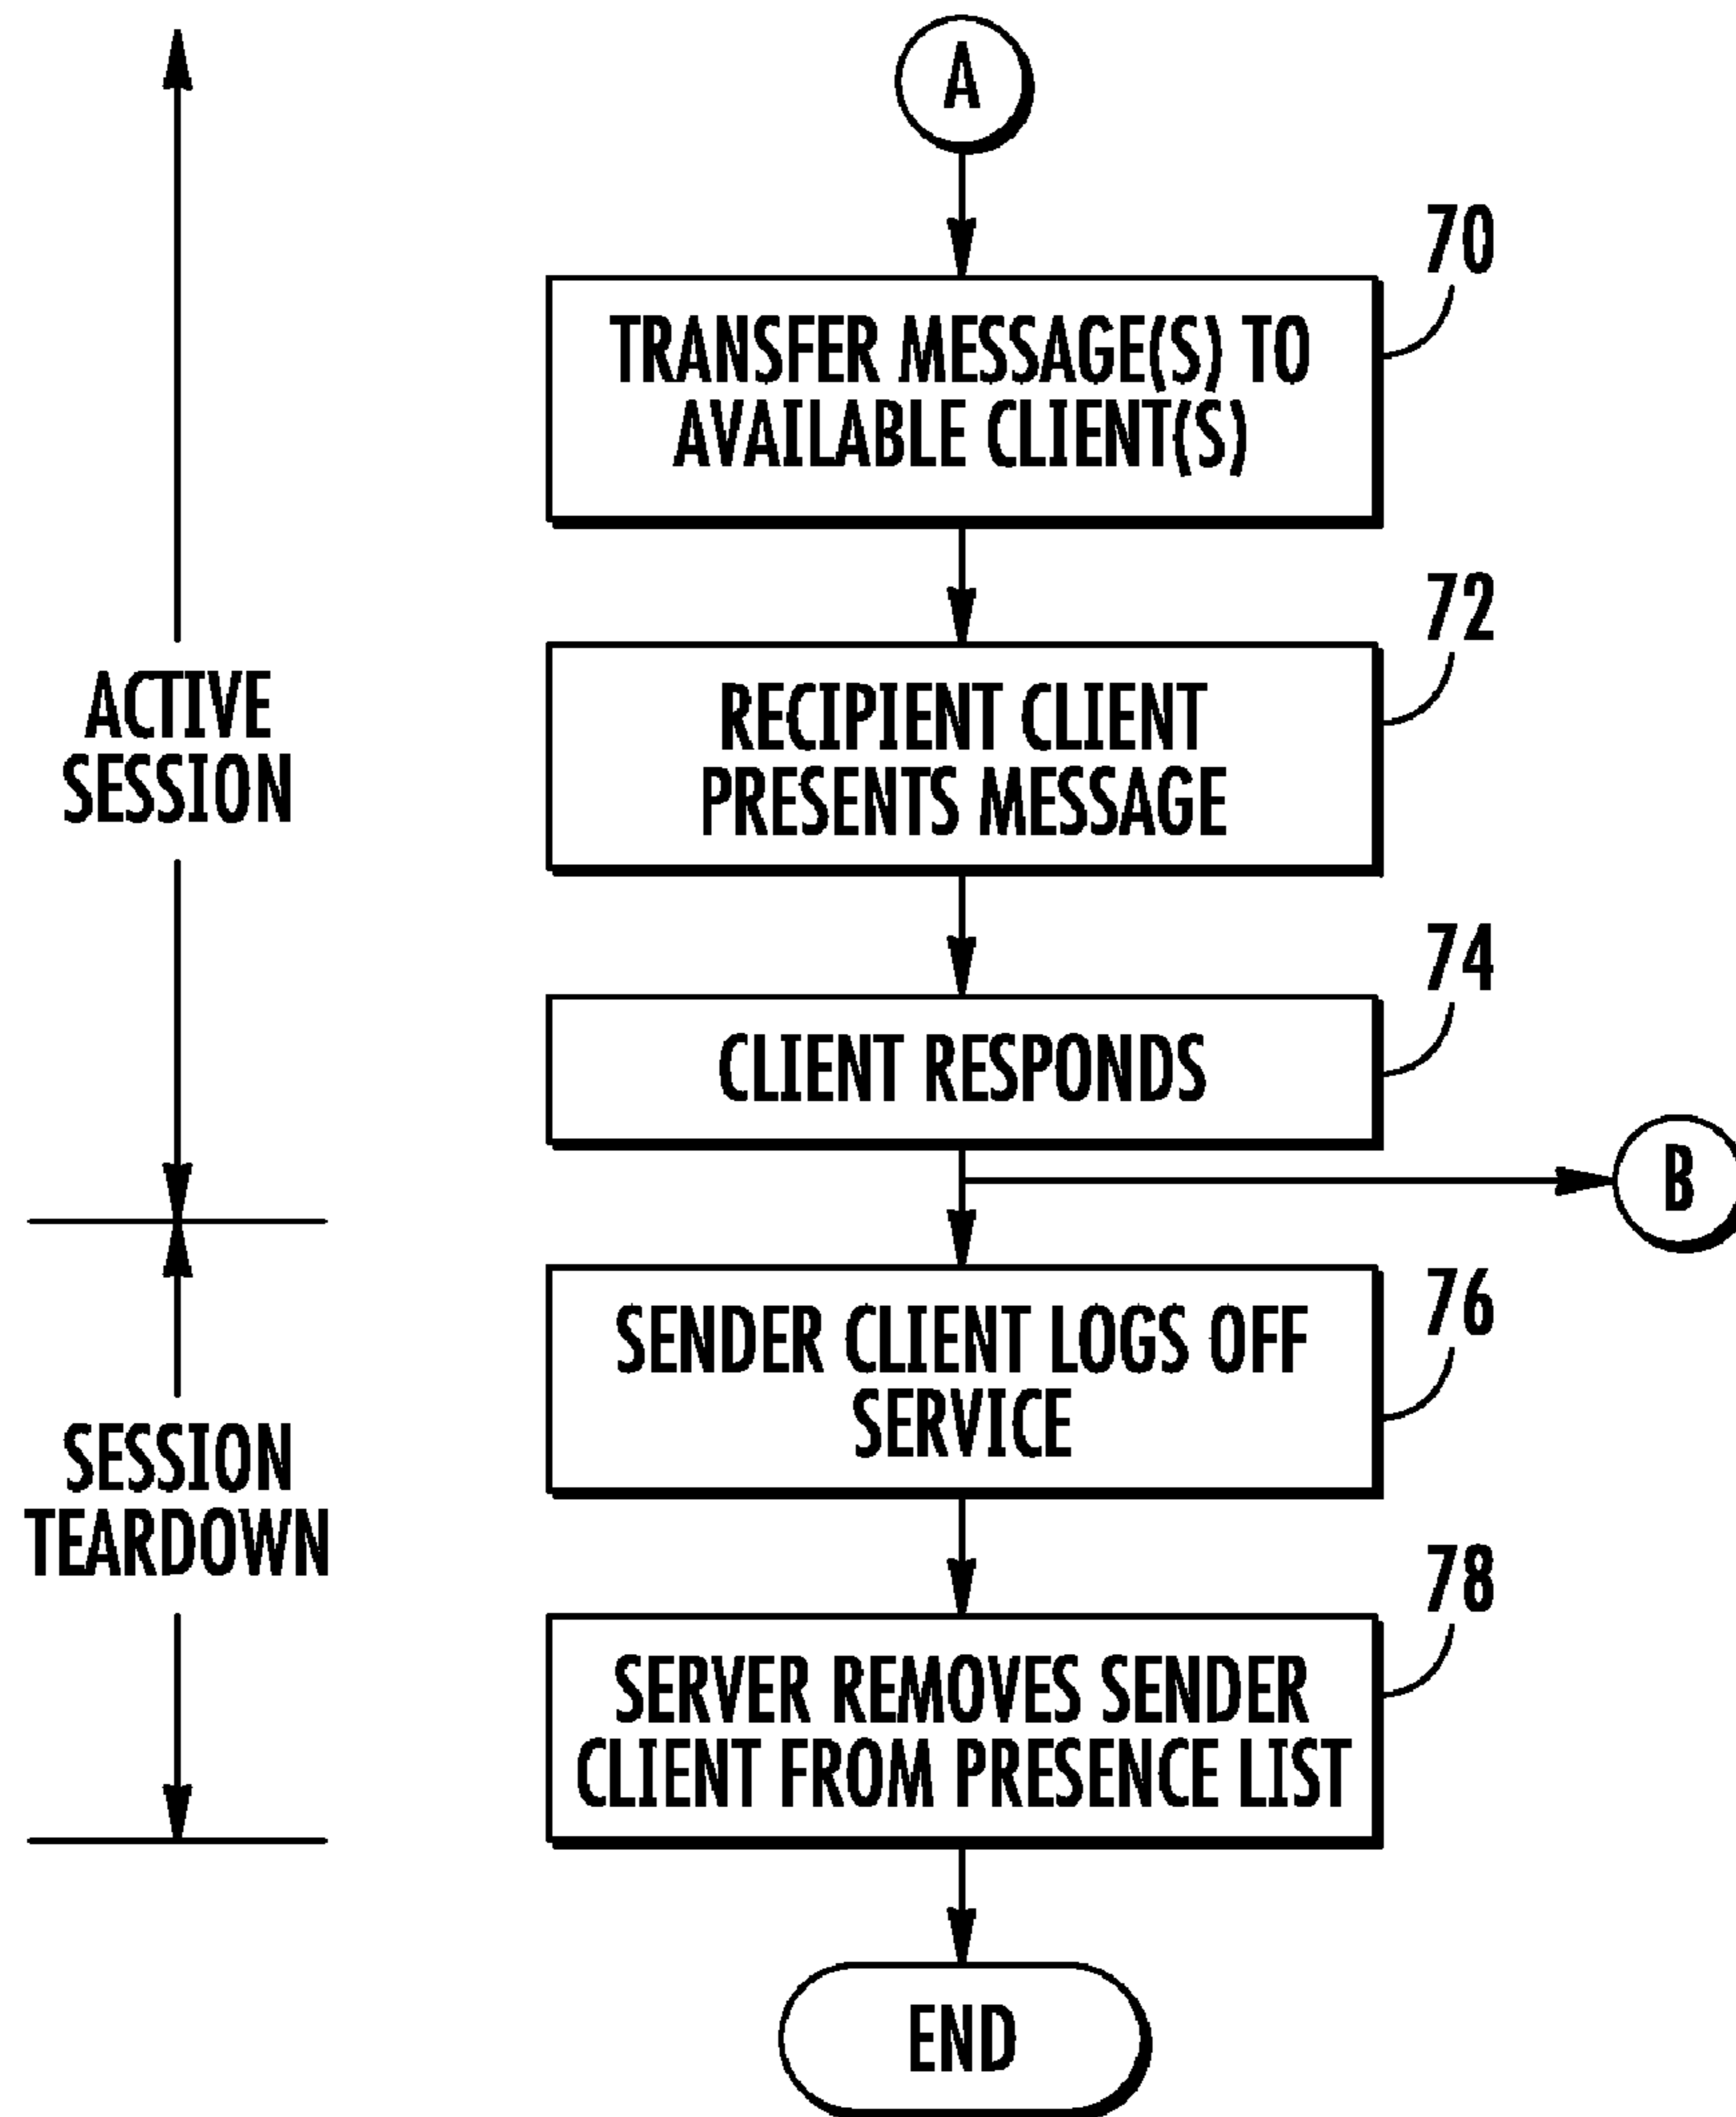 A
70
TRANSFER MESSAGE(S) TO
AVAILABLE CLIENT(S)
72
RECIPIENT CLIENT
PRESENTS MESSAGE
ACTIVE
SESSION
74
CLIENT RESPONDS
B
76
SENDER CLIENT LOGS OFF
SERVICE
SESSION
TEARDOWN
78
SERVER REMOVES SENDER
CLIENT FROM PRESENCE LIST
END